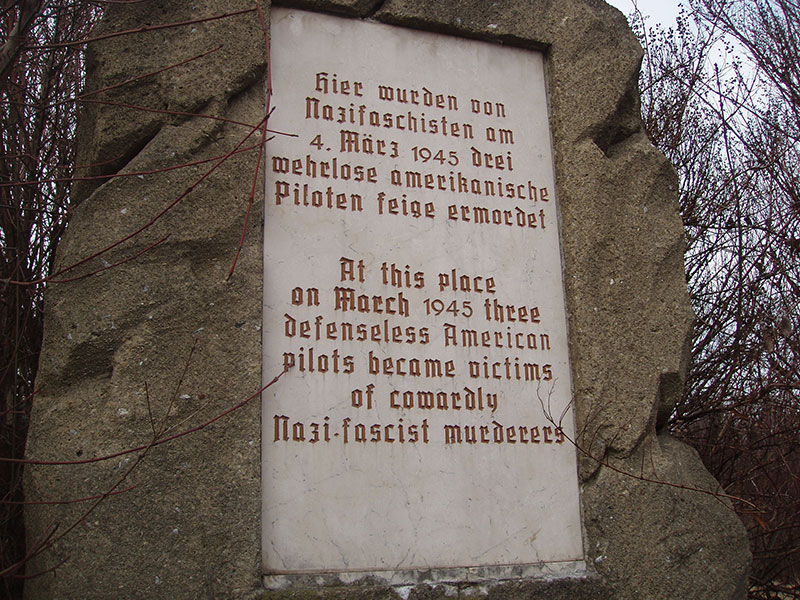 Hier wurden von
Nazifaschisten am
4. März 1945 drei
wehrlose amerikanische
Piloten feige ermordet
At this place
on March 1945 three
defenseless American
pilots became victims
of cowardly
Nazi-fascist murderers